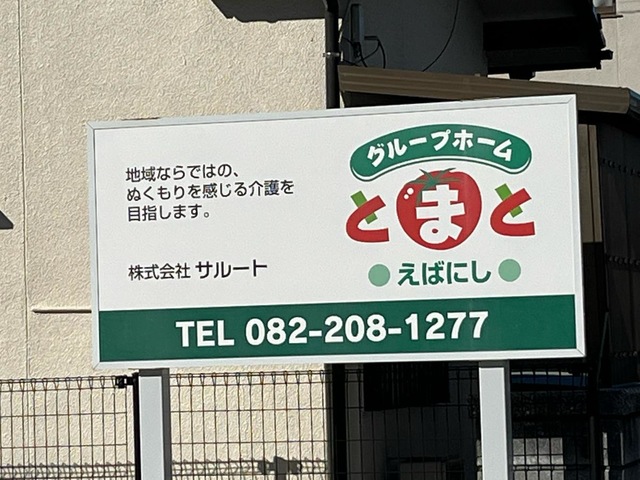 地域ならではの、
ぬくもりを感じる介護を
目指します。
株式会社 サルート
グループホーム
とまと
えばにし
TEL 082-208-1277